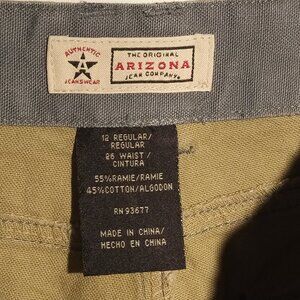 AUTHENTIC
JEANSWEAR
THE ORIGINAL
ARIZONA
JEAN COMPANY
12 REGULAR/
REGULAR
26 WAIST/
CINTURA
55%RAMIE/RAMIE
45%COTTON/ALGODON
RN 93677
MADE IN CHINA/
HECHO EN CHINA